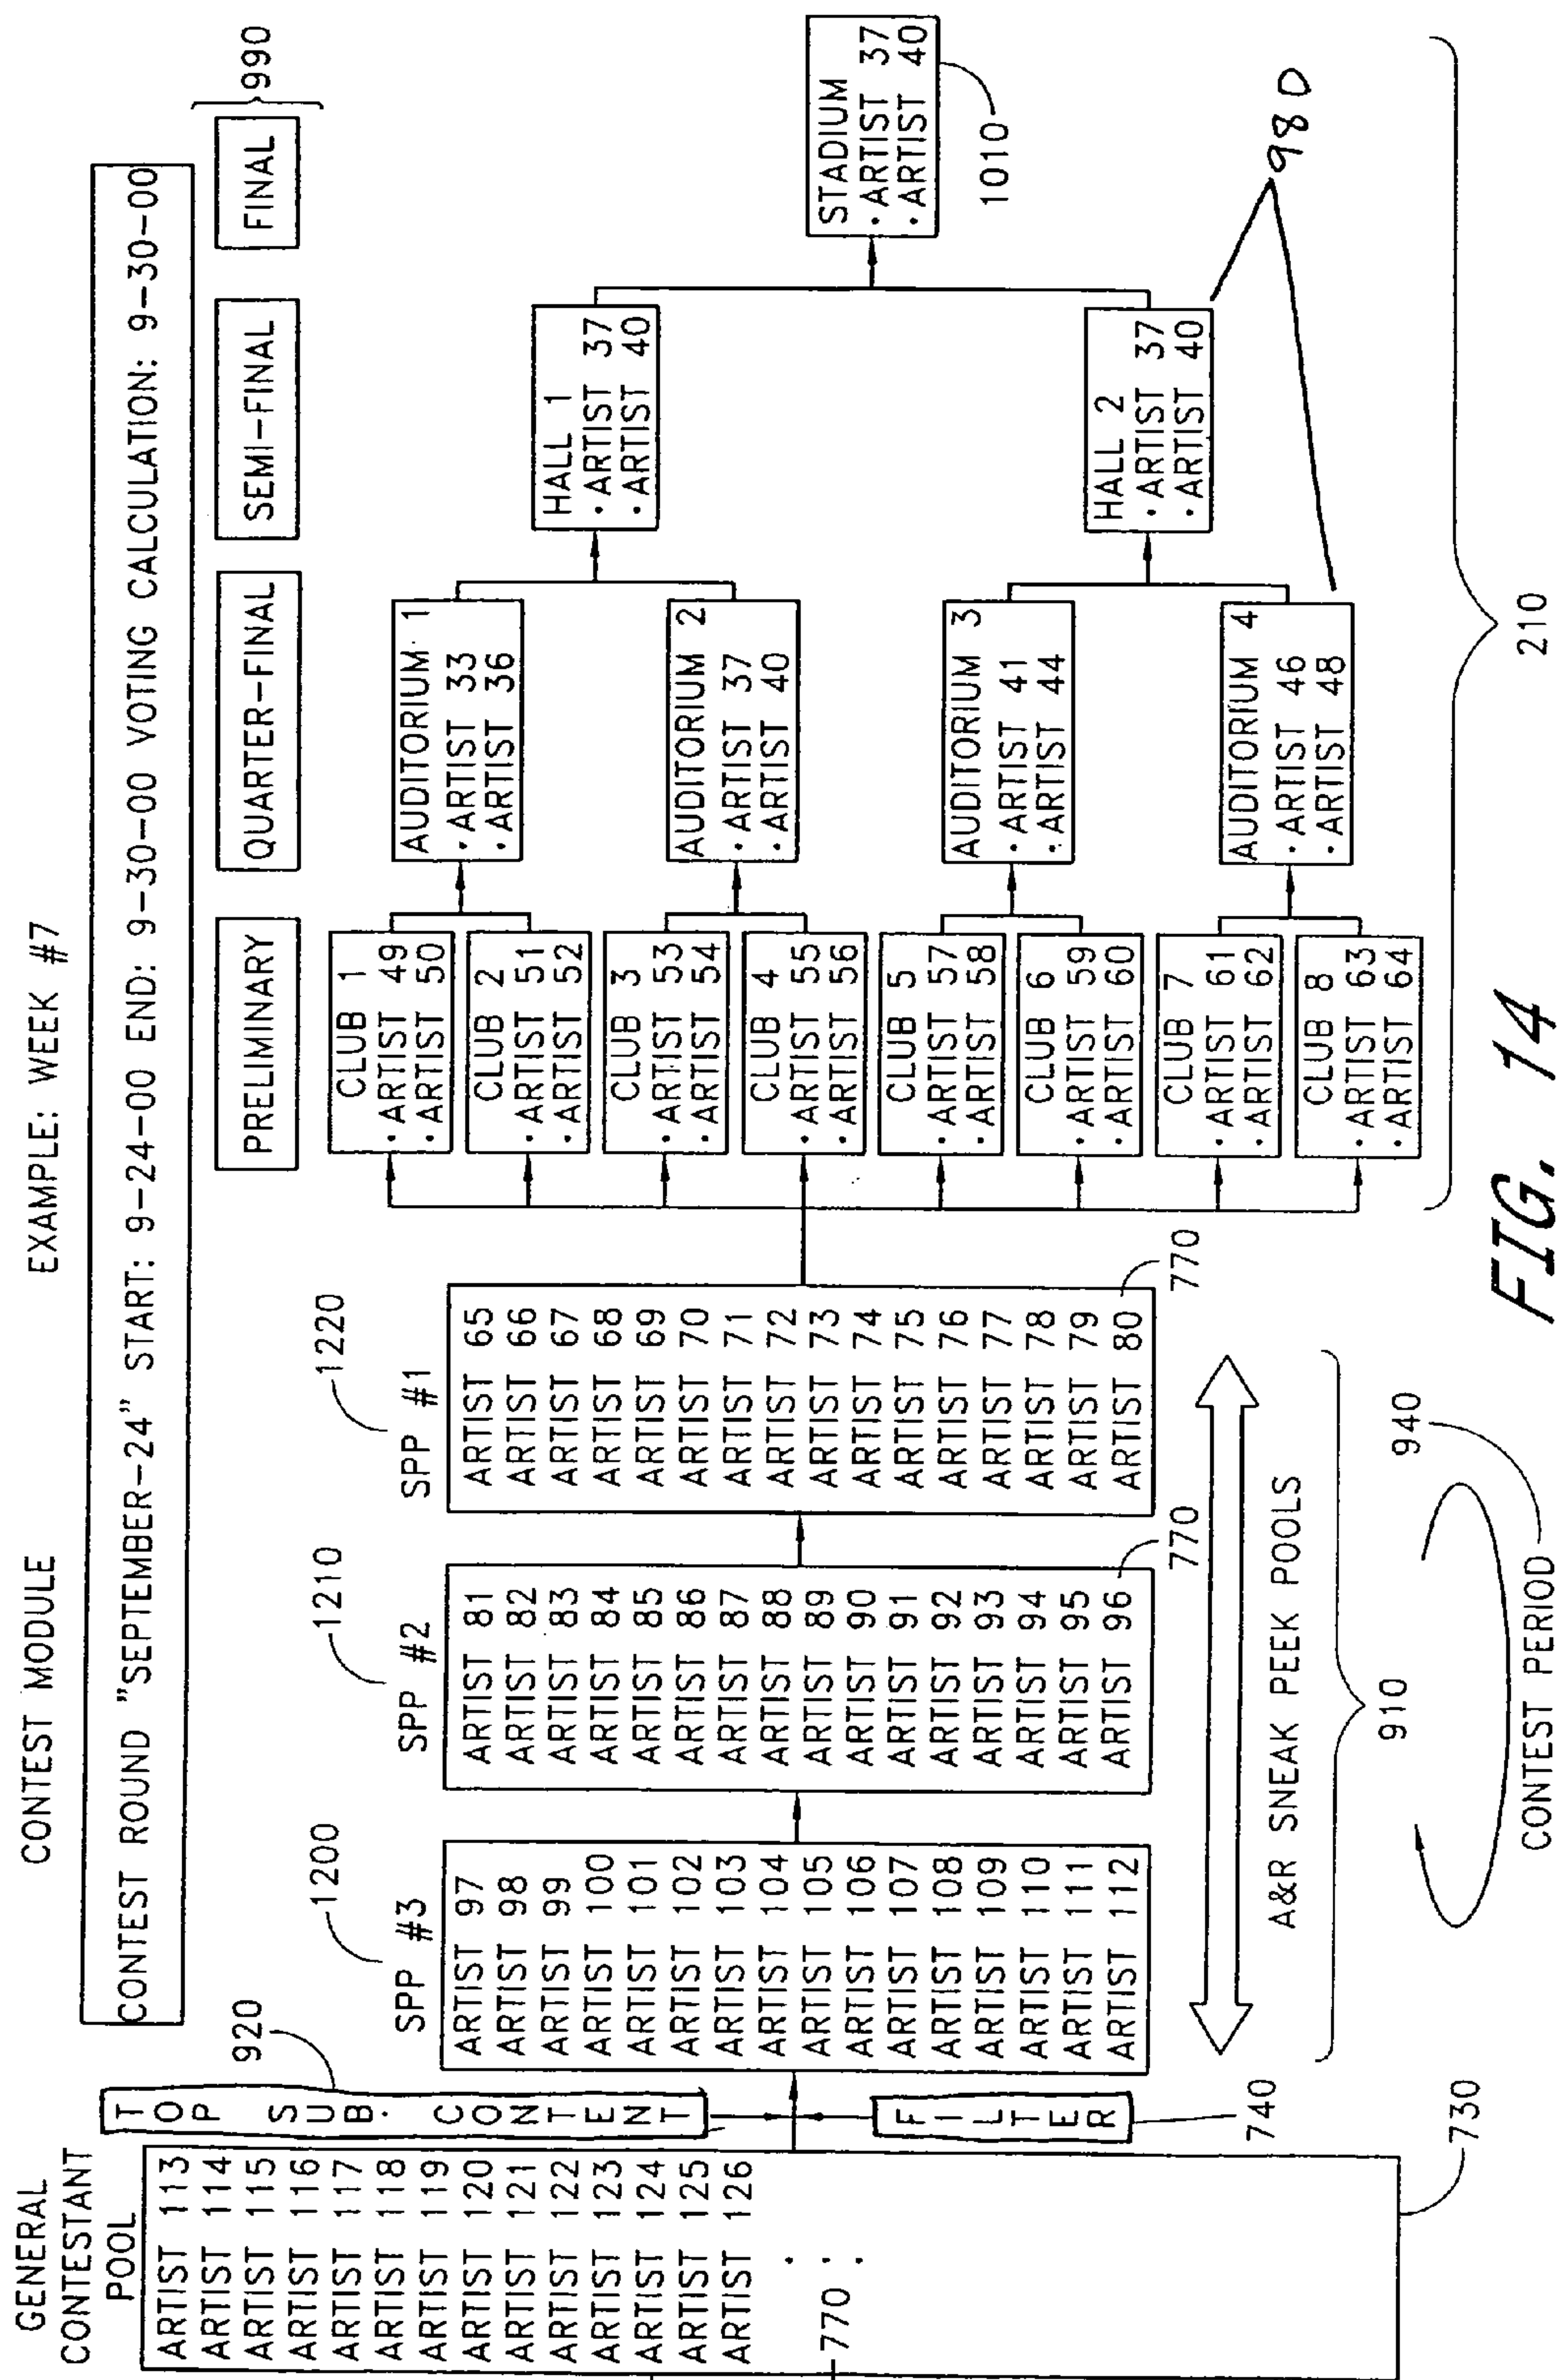 CONTEST MODULE
EXAMPLE: WEEK #7
CONTEST ROUND "SEPTEMBER-24" START: 9-24-00 END: 9-30-00 VOTING CALCULATION: 9-30-00
990
PRELIMINARY
QUARTER-FINAL
SEMI-FINAL
FINAL
GENERAL
CONTESTANT
POOL
ARTIST 113
ARTIST 114
ARTIST 115
ARTIST 116
ARTIST 117
ARTIST 118
ARTIST 119
ARTIST 120
ARTIST 121
ARTIST 122
ARTIST 123
ARTIST 124
ARTIST 125
ARTIST 126
770
730
920
TOP SUB. CONTENT
FILTER
740
1200
SPP #3
ARTIST 97
ARTIST 98
ARTIST 99
ARTIST 100
ARTIST 101
ARTIST 102
ARTIST 103
ARTIST 104
ARTIST 105
ARTIST 106
ARTIST 107
ARTIST 108
ARTIST 109
ARTIST 110
ARTIST 111
ARTIST 112
1210
SPP #2
ARTIST 81
ARTIST 82
ARTIST 83
ARTIST 84
ARTIST 85
ARTIST 86
ARTIST 87
ARTIST 88
ARTIST 89
ARTIST 90
ARTIST 91
ARTIST 92
ARTIST 93
ARTIST 94
ARTIST 95
ARTIST 96
770
1220
SPP #1
ARTIST 65
ARTIST 66
ARTIST 67
ARTIST 68
ARTIST 69
ARTIST 70
ARTIST 71
ARTIST 72
ARTIST 73
ARTIST 74
ARTIST 75
ARTIST 76
ARTIST 77
ARTIST 78
ARTIST 79
ARTIST 80
770
A&R SNEAK PEEK POOLS
910
940
CONTEST PERIOD
CLUB 1
· ARTIST 49
· ARTIST 50
CLUB 2
· ARTIST 51
· ARTIST 52
CLUB 3
· ARTIST 53
· ARTIST 54
CLUB 4
· ARTIST 55
· ARTIST 56
CLUB 5
· ARTIST 57
· ARTIST 58
CLUB 6
· ARTIST 59
· ARTIST 60
CLUB 7
· ARTIST 61
· ARTIST 62
CLUB 8
· ARTIST 63
· ARTIST 64
AUDITORIUM 1
· ARTIST 33
· ARTIST 36
AUDITORIUM 2
· ARTIST 37
· ARTIST 40
AUDITORIUM 3
· ARTIST 41
· ARTIST 44
AUDITORIUM 4
· ARTIST 46
· ARTIST 48
HALL 1
· ARTIST 37
· ARTIST 40
HALL 2
· ARTIST 37
· ARTIST 40
STADIUM
· ARTIST 37
· ARTIST 40
1010
980
210
FIG. 14